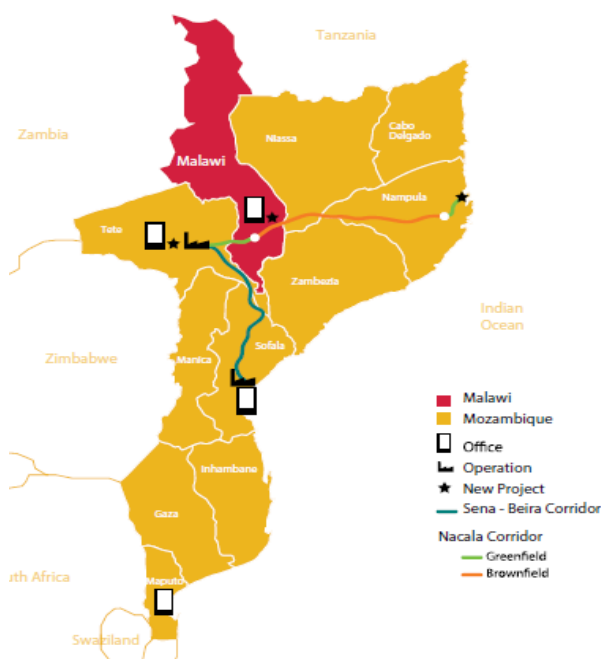 Tanzania
Zambia
Cabo
Delgado
Niassa
Malawi
Nampula
Tete
Zambezia
Indian
Ocean
Sofala
Zimbabwe
Manica
Malawi
Mozambique
Office
Operation
New Project
Sena - Beira Corridor
Nacala Corridor
Greenfield
Brownfield
Inhambane
Gaza
uth Africa
Maputo
Swaziland